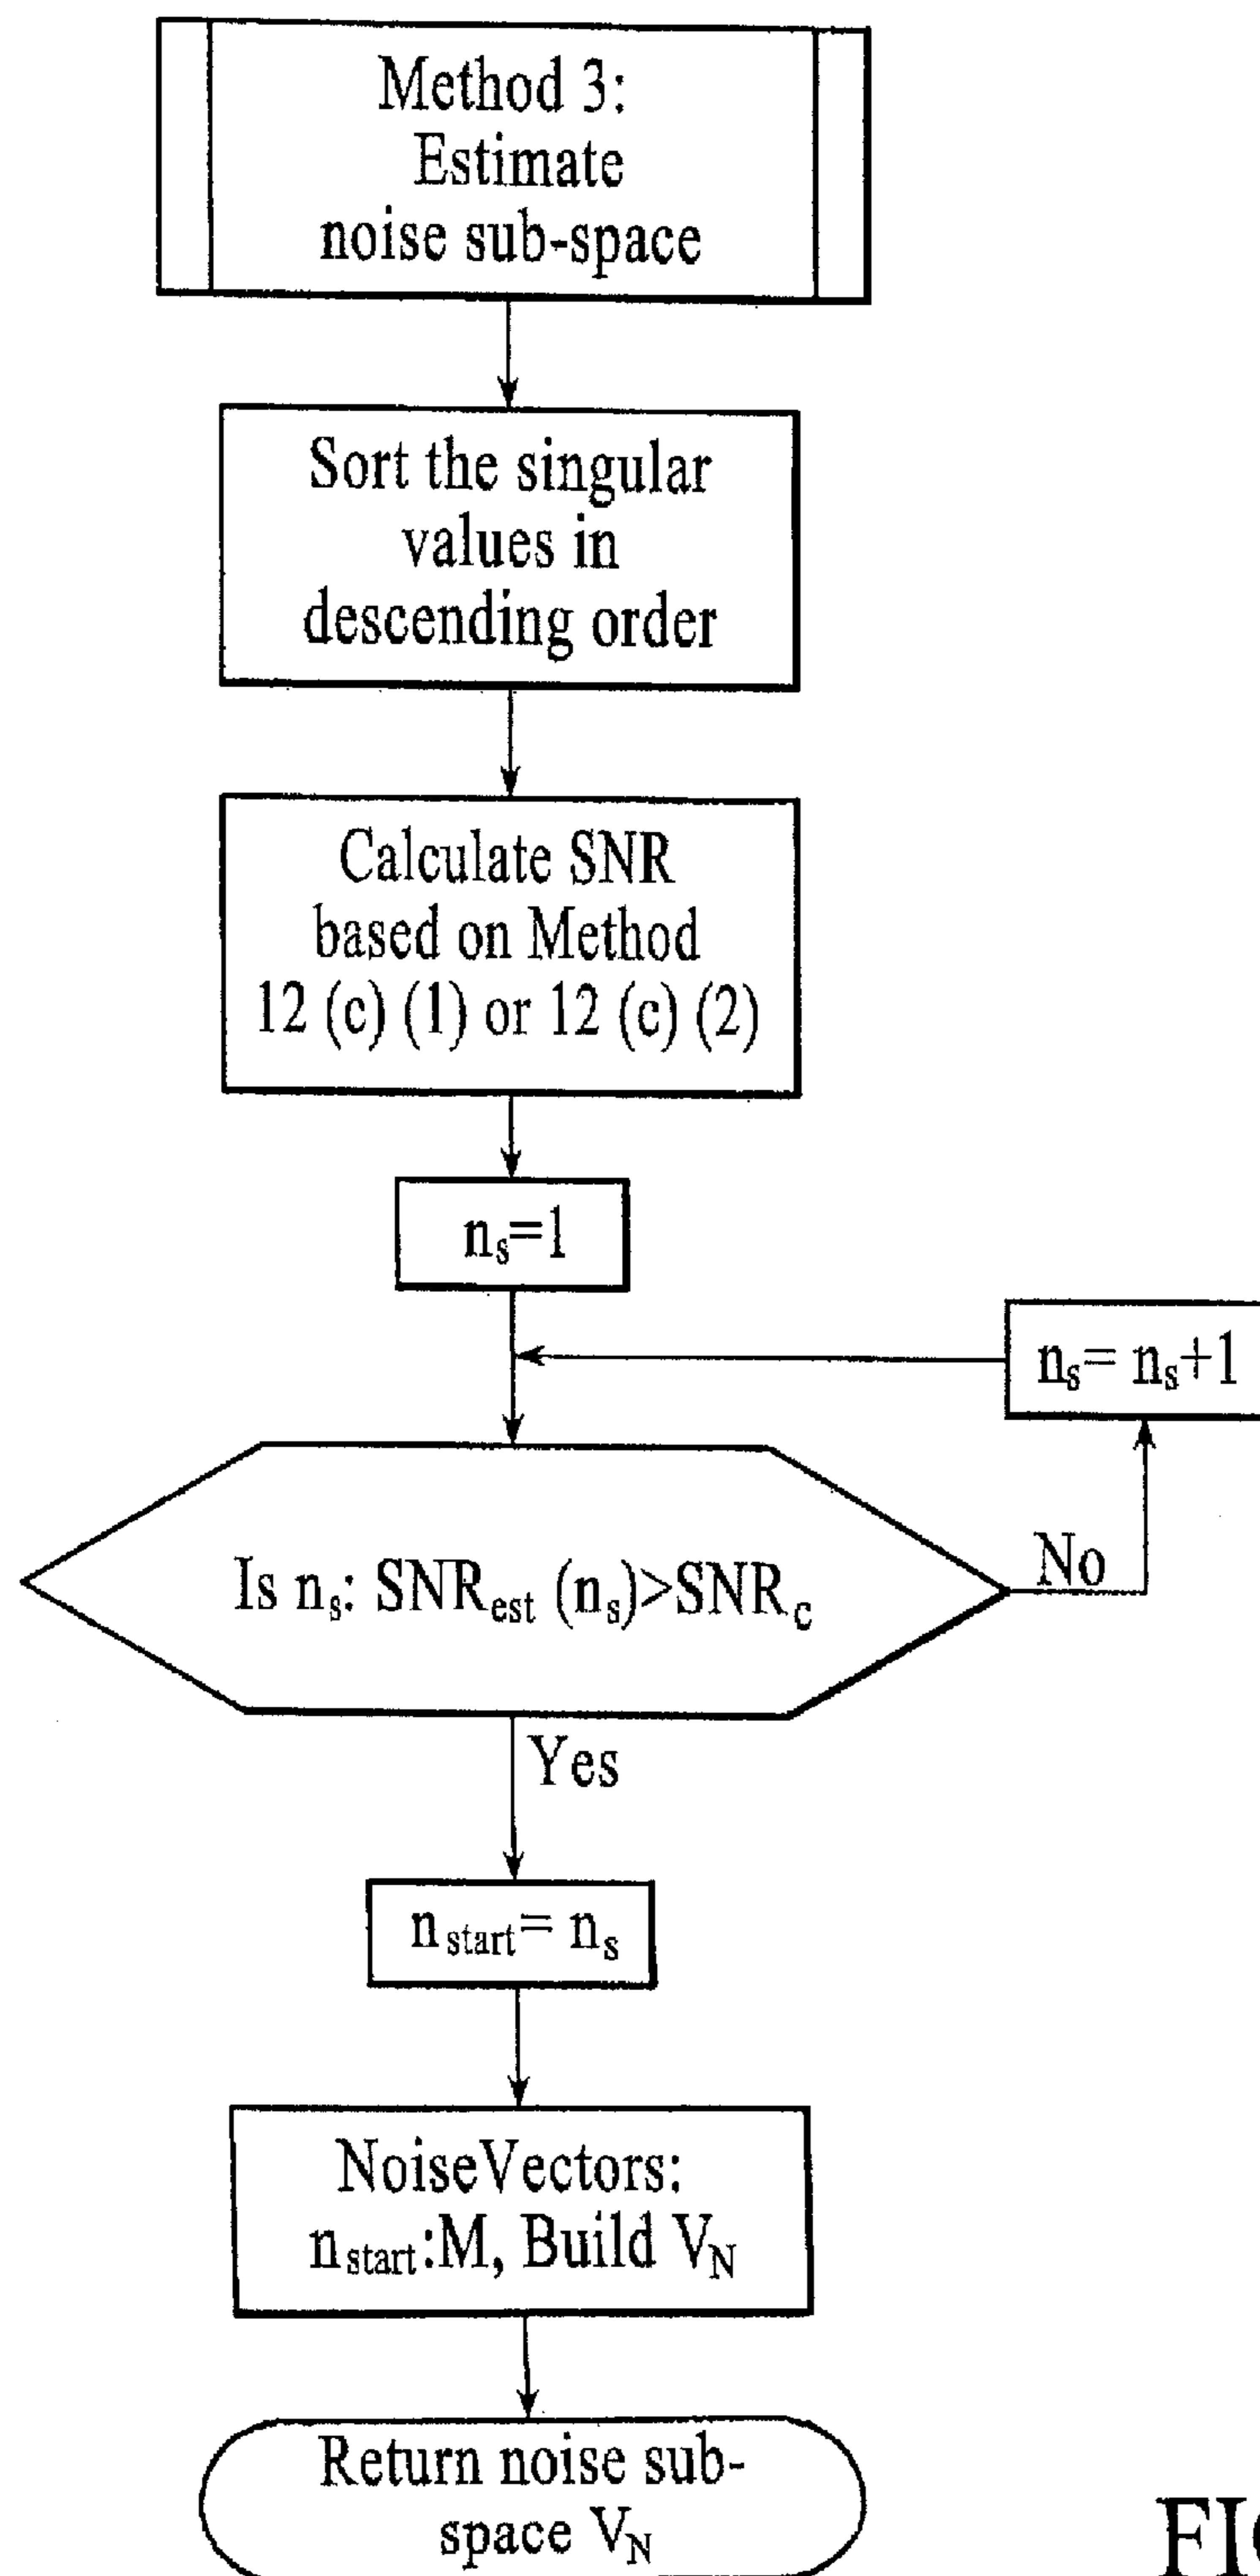 Method 3:
Estimate
noise sub-space
Sort the singular
values in
descending order
Calculate SNR
based on Method
12 (c) (1) or 12 (c) (2)
nₛ=1
nₛ= nₛ+1
Is nₛ: SNRest (nₛ)>SNRc
No
Yes
nstart= nₛ
NoiseVectors:
nstart:M, Build VN
Return noise sub-
space VN